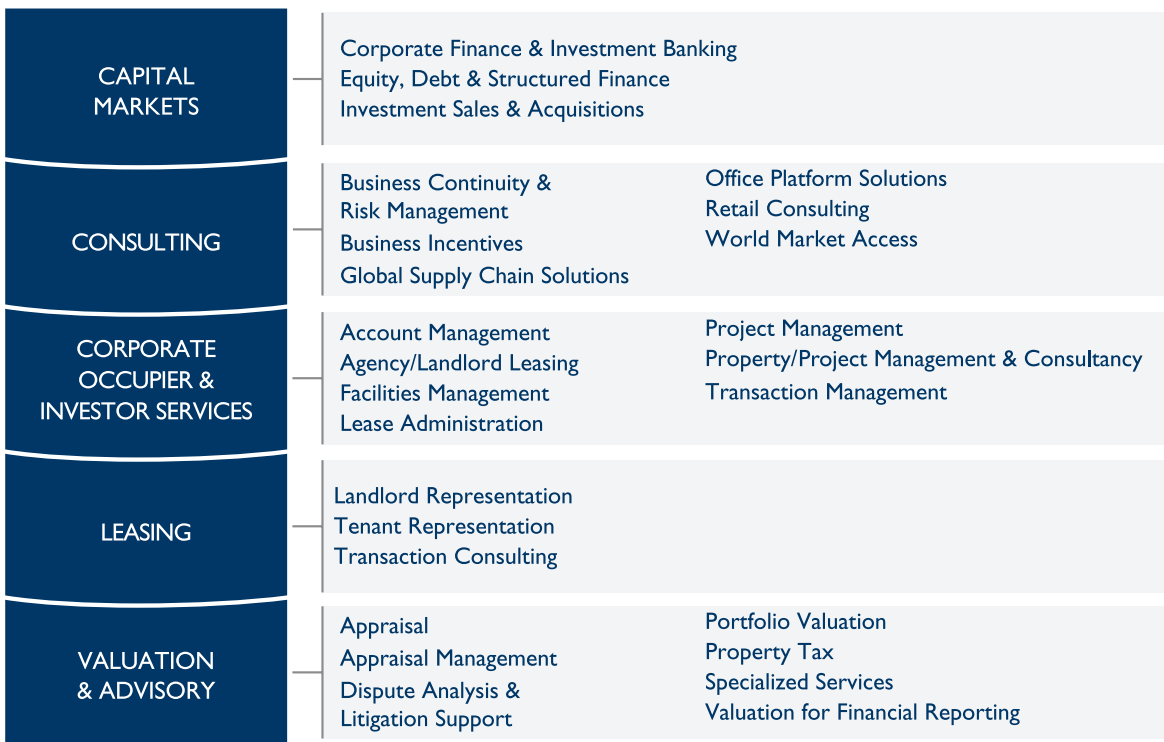 CAPITAL
MARKETS
Corporate Finance & Investment Banking
Equity, Debt & Structured Finance
Investment Sales & Acquisitions
CONSULTING
Business Continuity &
Risk Management
Business Incentives
Global Supply Chain Solutions
Office Platform Solutions
Retail Consulting
World Market Access
CORPORATE
OCCUPIER &
INVESTOR SERVICES
Account Management
Agency/Landlord Leasing
Facilities Management
Lease Administration
Project Management
Property/Project Management & Consultancy
Transaction Management
LEASING
Landlord Representation
Tenant Representation
Transaction Consulting
VALUATION
& ADVISORY
Appraisal
Appraisal Management
Dispute Analysis &
Litigation Support
Portfolio Valuation
Property Tax
Specialized Services
Valuation for Financial Reporting